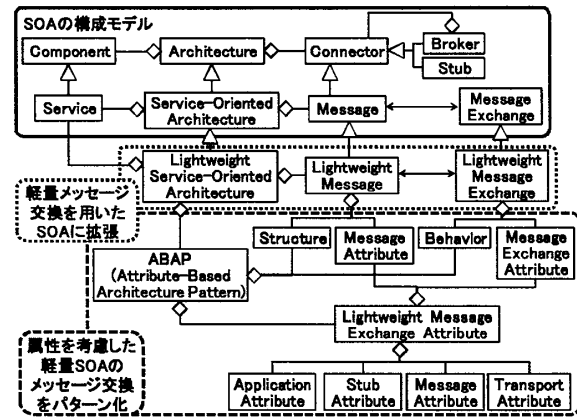 SOAの構成モデル
Component
Architecture
Connector
Broker
Stub
Service
Service-Oriented
Architecture
Message
Message
Exchange
Lightweight
Service-Oriented
Architecture
Lightweight
Message
Lightweight
Message
Exchange
軽量メッセージ
交換を用いた
SOAに拡張
Structure
Message
Attribute
Behavior
Message
Exchange
Attribute
ABAP
(Attribute-Based
Architecture Pattern)
Lightweight Message
Exchange Attribute
属性を考慮した
軽量SOAの
メッセージ交換
をパターン化
Application
Attribute
Stub
Attribute
Message
Attribute
Transport
Attribute